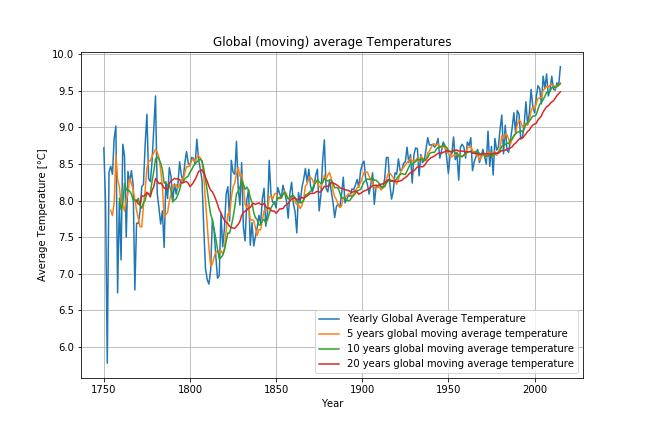 Global (moving) average Temperatures
10.0
9.5
9.0
8.5
8.0
7.5
7.0
6.5
6.0
Average Temperature [°C]
Yearly Global Average Temperature
5 years global moving average temperature
10 years global moving average temperature
20 years global moving average temperature
1750 1800 1850 1900 1950 2000
Year